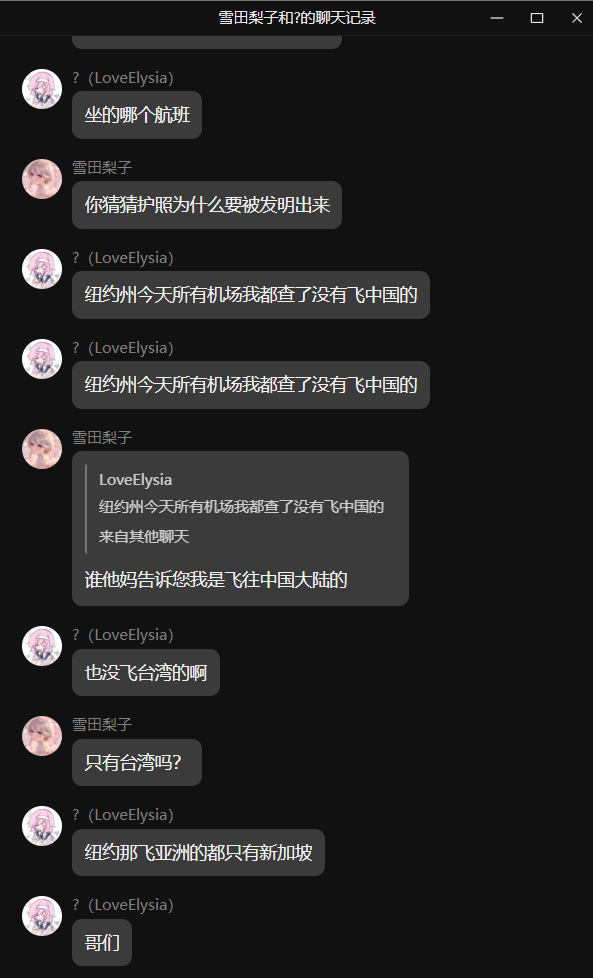 雪田梨子和?的聊天记录
？（LoveElysia）
坐的哪个航班
雪田梨子
你猜猜护照为什么要被发明出来
？（LoveElysia）
纽约州今天所有机场我都查了没有飞中国的
？（LoveElysia）
纽约州今天所有机场我都查了没有飞中国的
雪田梨子
LoveElysia
纽约州今天所有机场我都查了没有飞中国的
来自其他聊天
谁他妈告诉您我是飞往中国大陆的
？（LoveElysia）
也没飞台湾的啊
雪田梨子
只有台湾吗？
？（LoveElysia）
纽约那飞亚洲的都只有新加坡
？（LoveElysia）
哥们